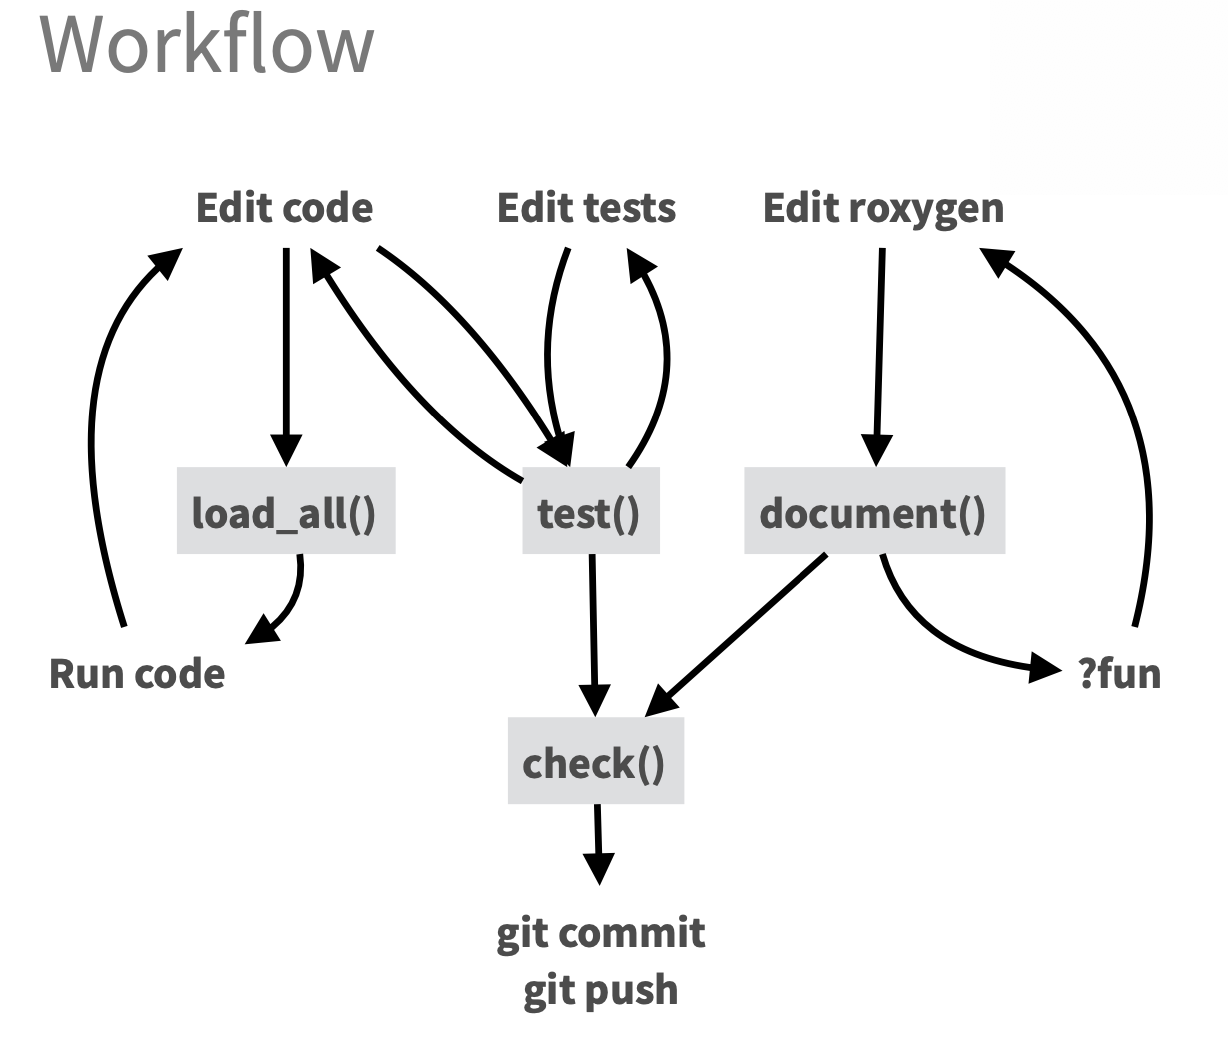 Workflow
Edit code
Edit tests
Edit roxygen
load_all()
test()
document()
Run code
?fun
check()
git commit
git push